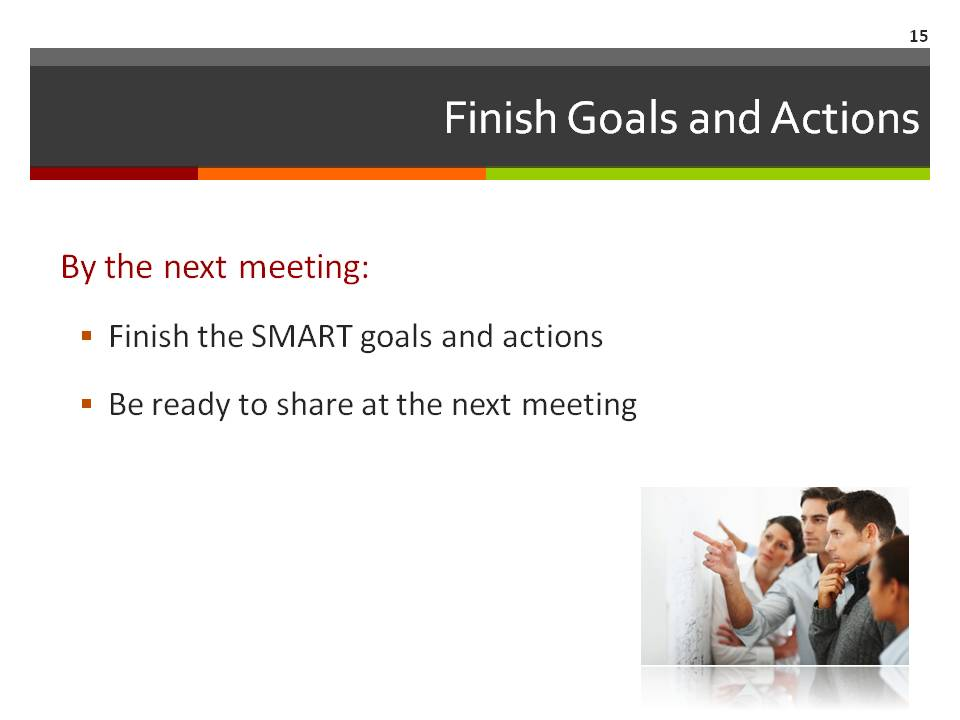 15
Finish Goals and Actions
By the next meeting:
Finish the SMART goals and actions
Be ready to share at the next meeting